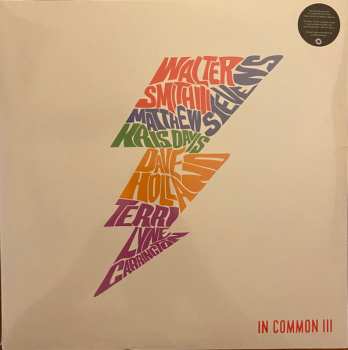 WALTER
SMITH III
MATTHEW
STEVENS
KRIS DAVIS
DAVE
HOLLAND
TERRI
LYNE
CARRINGTON
IN COMMON III